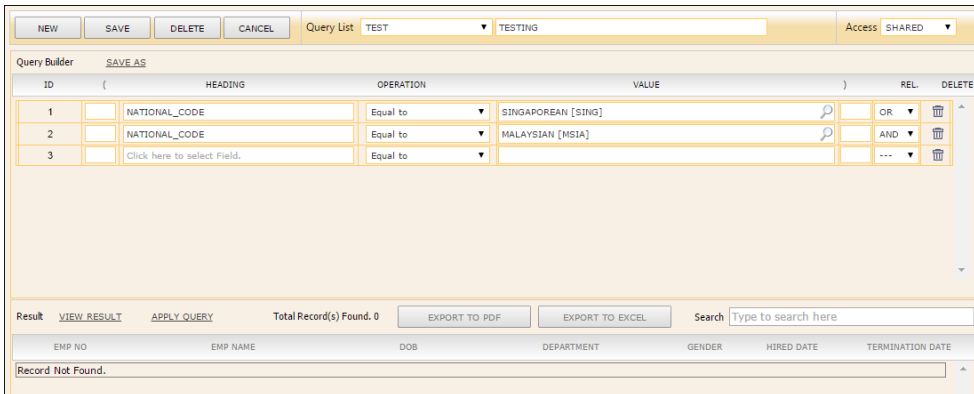 NEW SAVE DELETE CANCEL Query List TEST TESTING Access SHARED
Query Builder SAVE AS
ID ( HEADING OPERATION VALUE ) REL. DELETE
1 NATIONAL_CODE Equal to SINGAPOREAN [SING] OR
2 NATIONAL_CODE Equal to MALAYSIAN [MSIA] AND
3 Click here to select Field. Equal to ---
Result VIEW RESULT APPLY QUERY Total Record(s) Found. 0 EXPORT TO PDF EXPORT TO EXCEL Search Type to search here
EMP NO EMP NAME DOB DEPARTMENT GENDER HIRED DATE TERMINATION DATE
Record Not Found.